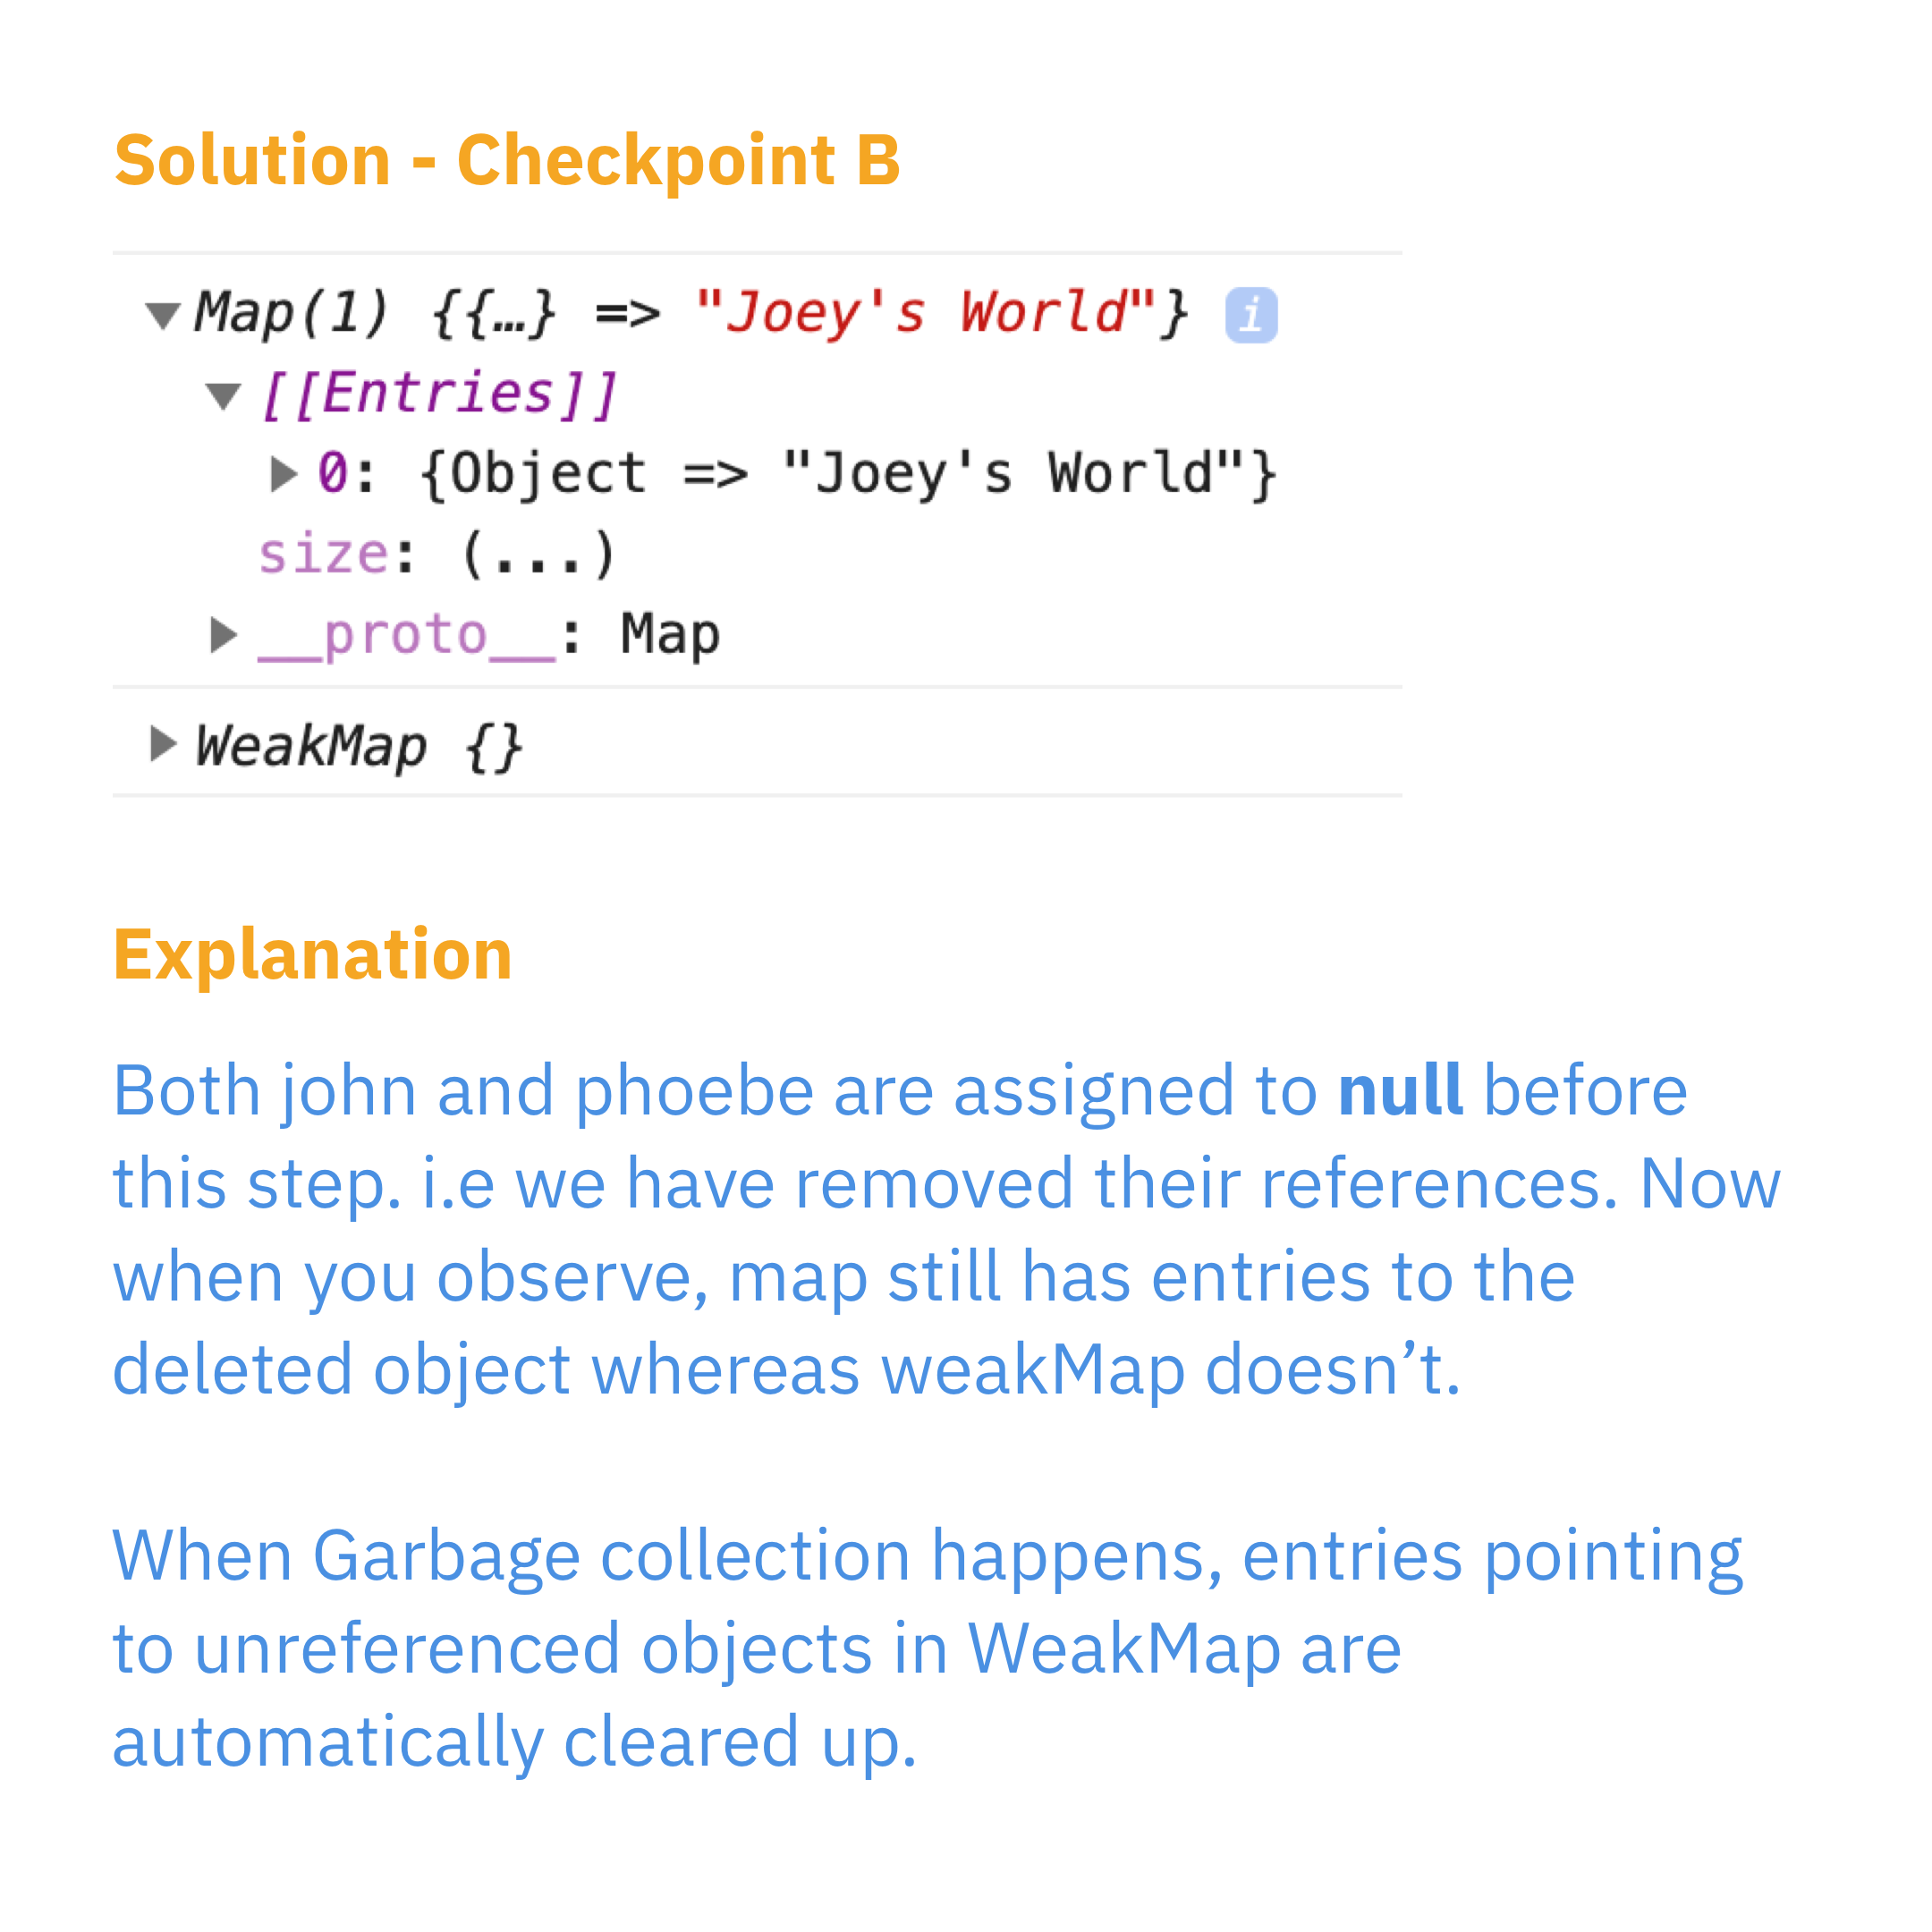 Solution - Checkpoint B
Map(1) {{…} => "Joey's World"} i
[[Entries]]
0: {Object => "Joey's World"}
size: (...)
__proto__: Map
WeakMap {}
Explanation
Both john and phoebe are assigned to null before
this step. i.e we have removed their references. Now
when you observe, map still has entries to the
deleted object whereas weakMap doesn’t.
When Garbage collection happens, entries pointing
to unreferenced objects in WeakMap are
automatically cleared up.